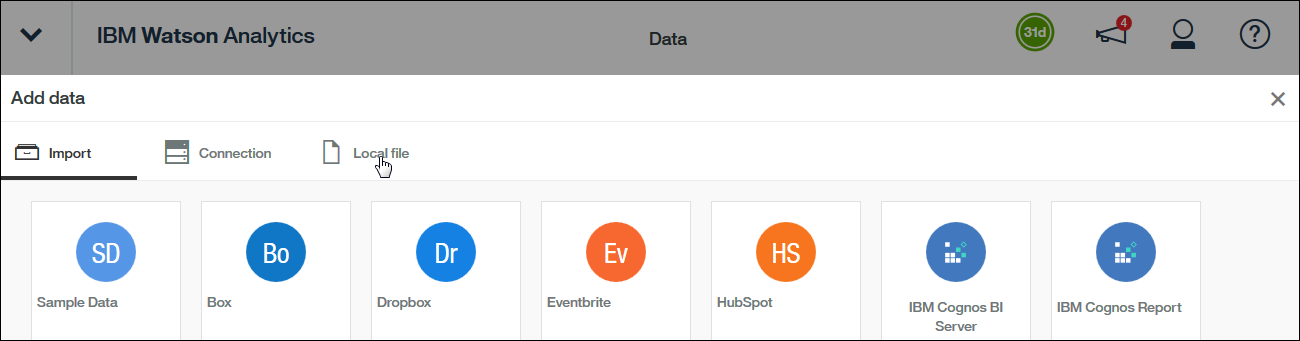 IBM Watson Analytics
Data
31d
4
?
Add data
Import
Connection
Local file
SD
Bo
Dr
Ev
HS
Sample Data
Box
Dropbox
Eventbrite
HubSpot
IBM Cognos BI
Server
IBM Cognos Report